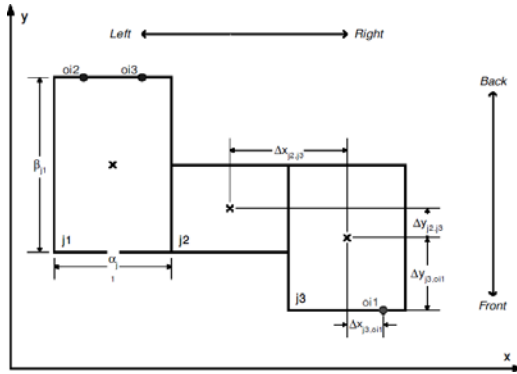 y
Left
Right
oi2
oi3
Back
Δxj2,j3
βj1
Δyj2,j3
j1
j2
αj
1
Δyj3,oi1
j3
oi1
Front
Δxj3,oi1
x